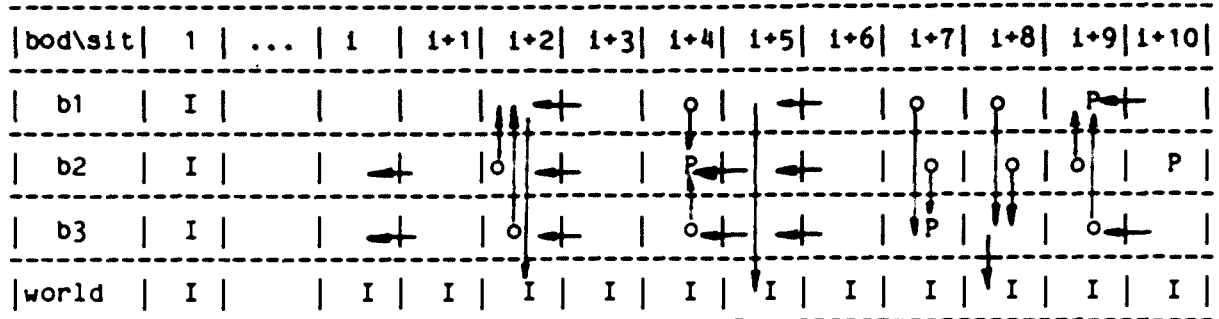 bod\sit 1 ... i i+1 i+2 i+3 i+4 i+5 i+6 i+7 i+8 i+9 i+10
b1 I P
b2 I P P
b3 I P
world I I I I I I I I I I I I